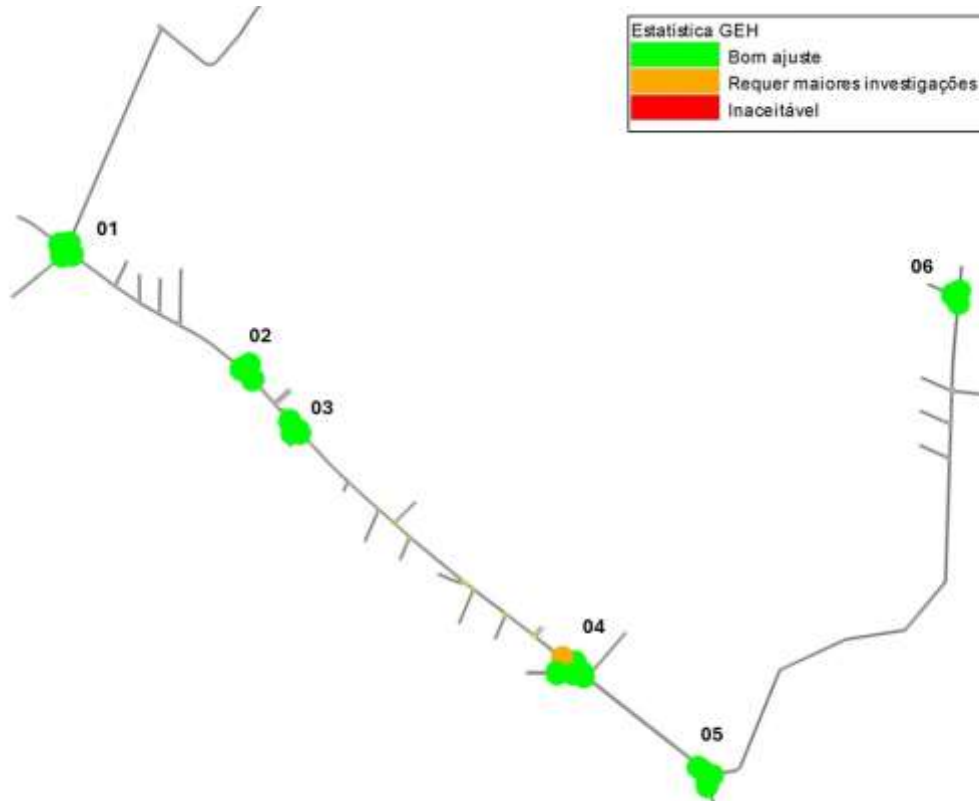 Estatística GEH
Bom ajuste
Requer maiores investigações
Inaceitável
01
06
02
03
04
05